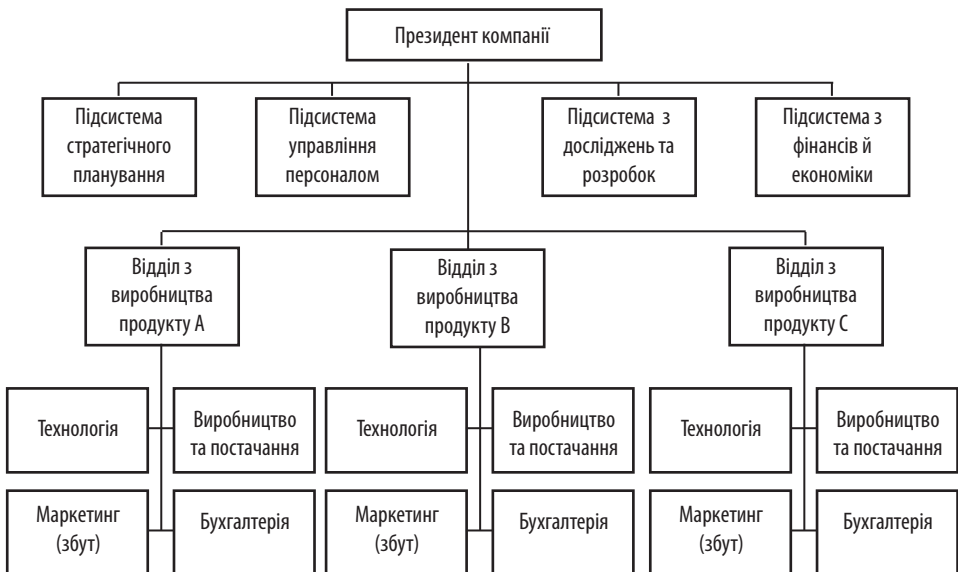 Президент компанії
Підсистема
стратегічного
планування
Підсистема
управління
персоналом
Підсистема з
досліджень та
розробок
Підсистема з
фінансів й
економіки
Відділ з
виробництва
продукту А
Відділ з
виробництва
продукту В
Відділ з
виробництва
продукту С
Технологія
Виробництво
та постачання
Технологія
Виробництво
та постачання
Технологія
Виробництво
та постачання
Маркетинг
(збут)
Бухгалтерія
Маркетинг
(збут)
Бухгалтерія
Маркетинг
(збут)
Бухгалтерія